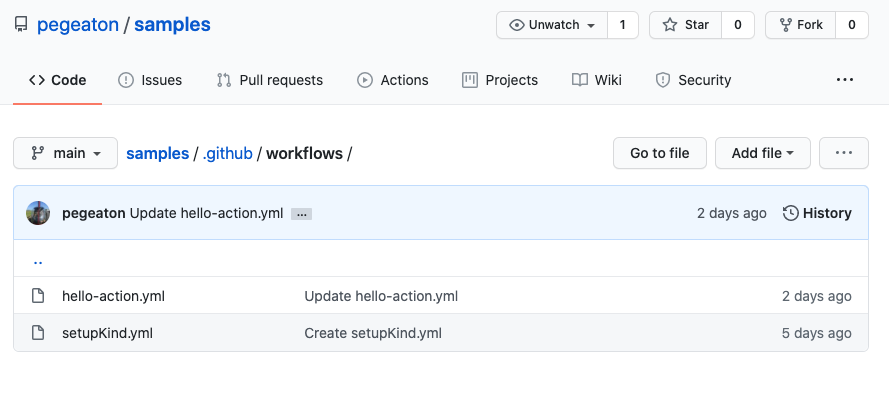 pegeaton / samples Unwatch 1 Star 0 Fork 0
Code Issues Pull requests Actions Projects Wiki Security ...
main samples / .github / workflows / Go to file Add file ...
pegeaton Update hello-action.yml ... 2 days ago History
..
hello-action.yml Update hello-action.yml 2 days ago
setupKind.yml Create setupKind.yml 5 days ago